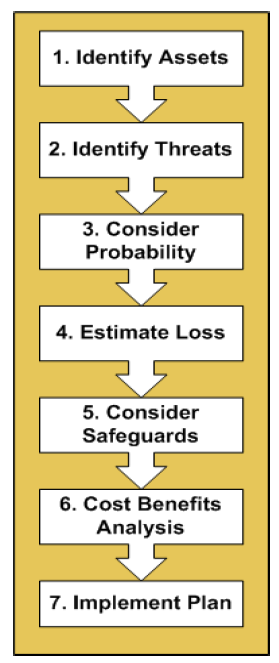 1. Identify Assets
2. Identify Threats
3. Consider
Probability
4. Estimate Loss
5. Consider
Safeguards
6. Cost Benefits
Analysis
7. Implement Plan